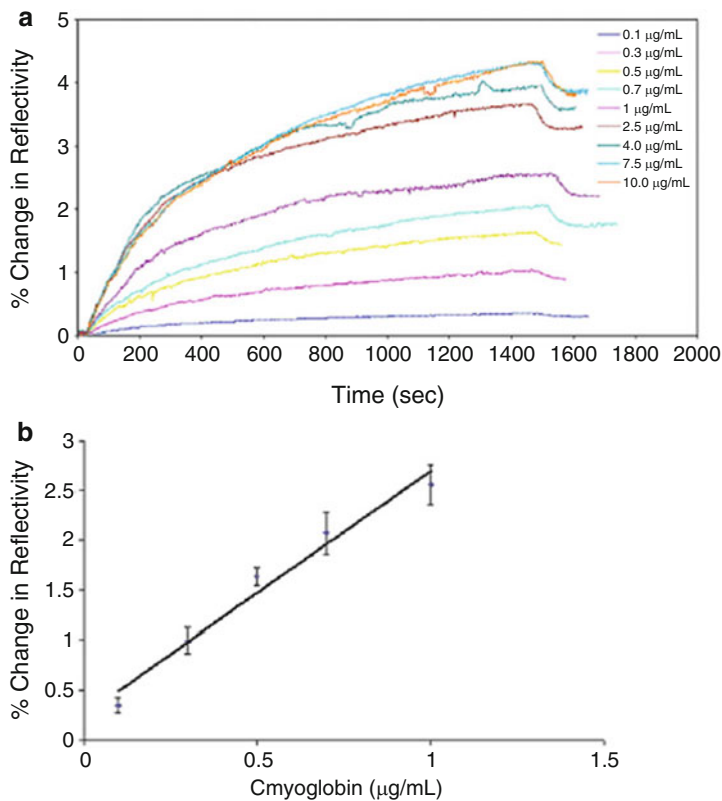 a
% Change in Reflectivity
5
4
3
2
1
0
0 200 400 600 800 1000 1200 1400 1600 1800 2000
Time (sec)
0.1 μg/mL
0.3 μg/mL
0.5 μg/mL
0.7 μg/mL
1 μg/mL
2.5 μg/mL
4.0 μg/mL
7.5 μg/mL
10.0 μg/mL
b
% Change in Reflectivity
3
2.5
2
1.5
1
0.5
0
0 0.5 1 1.5
Cmyoglobin (μg/mL)